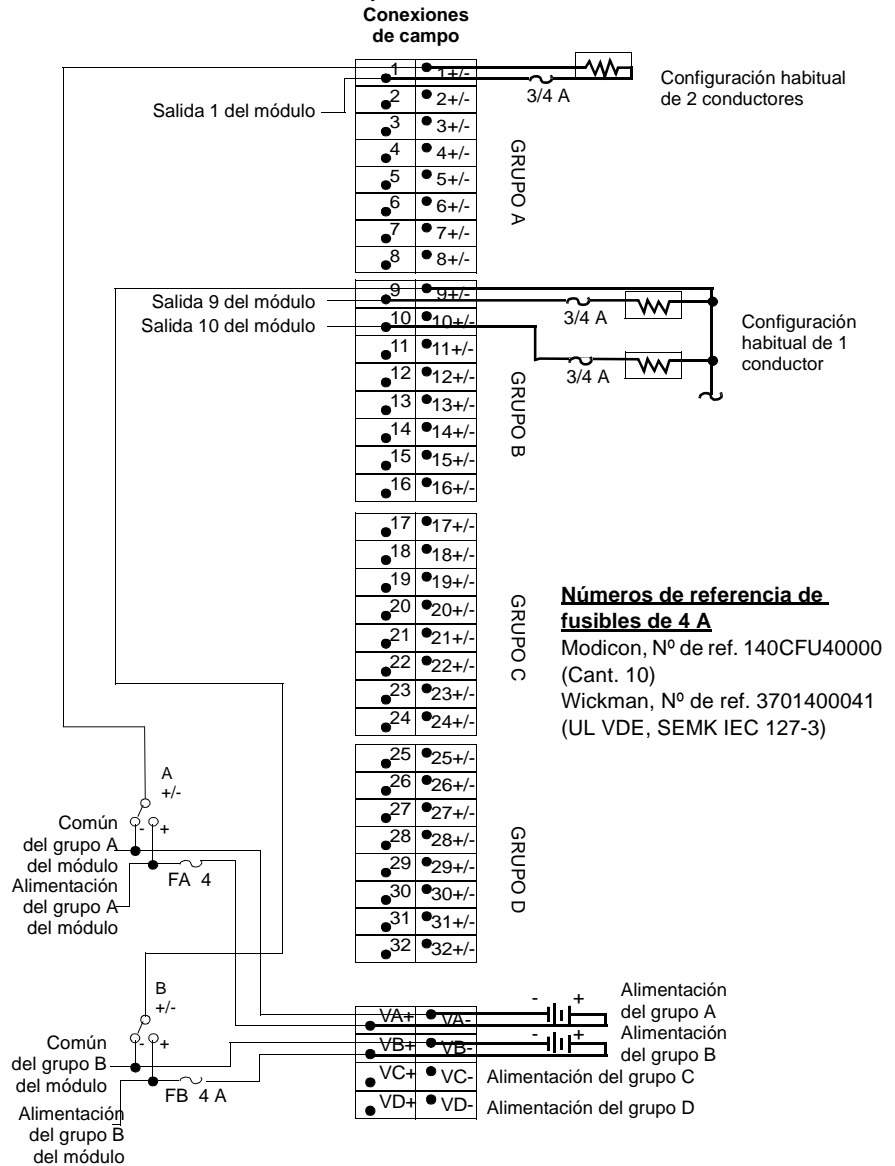 Conexiones
de campo
1 1+/-
2 2+/-
3 3+/-
4 4+/-
5 5+/-
6 6+/-
7 7+/-
8 8+/-
GRUPO A
3/4 A
Configuración habitual
de 2 conductores
Salida 1 del módulo
9 9+/-
10 10+/-
11 11+/-
12 12+/-
13 13+/-
14 14+/-
15 15+/-
16 16+/-
GRUPO B
Salida 9 del módulo
Salida 10 del módulo
3/4 A
3/4 A
Configuración
habitual de 1
conductor
17 17+/-
18 18+/-
19 19+/-
20 20+/-
21 21+/-
22 22+/-
23 23+/-
24 24+/-
GRUPO C
Números de referencia de
fusibles de 4 A
Modicon, Nº de ref. 140CFU40000
(Cant. 10)
Wickman, Nº de ref. 3701400041
(UL VDE, SEMK IEC 127-3)
25 25+/-
26 26+/-
27 27+/-
28 28+/-
29 29+/-
30 30+/-
31 31+/-
32 32+/-
GRUPO D
A
+/-
- +
Común
del grupo A
del módulo
Alimentación
del grupo A
del módulo
FA 4
B
+/-
- +
Común
del grupo B
del módulo
Alimentación
del grupo B
del módulo
FB 4 A
VA+ VA-
VB+ VB-
VC+ VC-
VD+ VD-
- +
Alimentación
del grupo A
- +
Alimentación
del grupo B
Alimentación del grupo C
Alimentación del grupo D